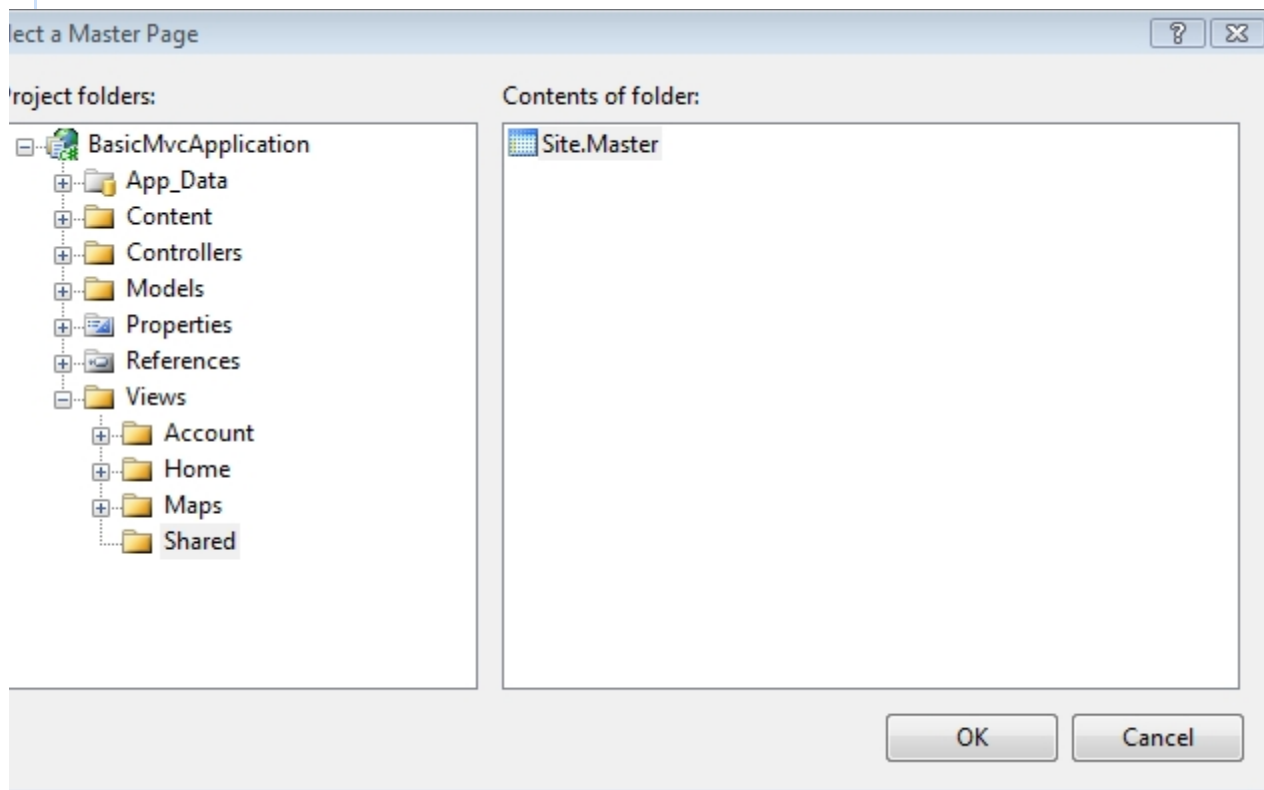 lect a Master Page
Project folders:
Contents of folder:
BasicMvcApplication
App_Data
Content
Controllers
Models
Properties
References
Views
Account
Home
Maps
Shared
Site.Master
OK
Cancel